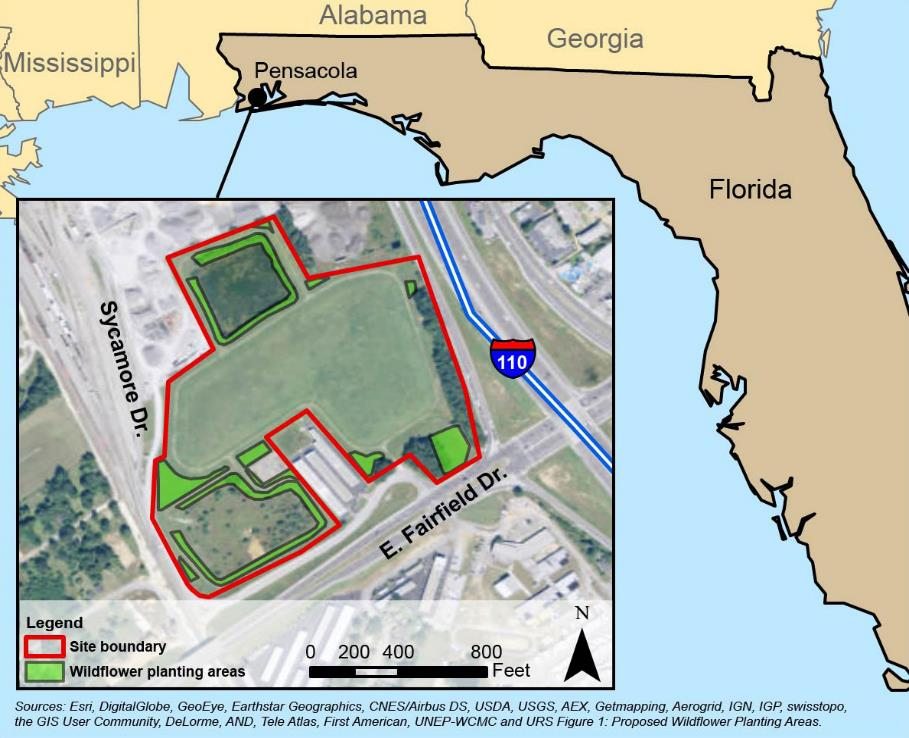 Alabama
Georgia
Mississippi
Pensacola
Florida
Sycamore Dr.
110
E. Fairfield Dr.
Legend
Site boundary
Wildflower planting areas
0 200 400 800
Feet
N
Sources: Esri, DigitalGlobe, GeoEye, Earthstar Geographics, CNES/Airbus DS, USDA, USGS, AEX, Getmapping, Aerogrid, IGN, IGP, swisstopo,
the GIS User Community, DeLorme, AND, Tele Atlas, First American, UNEP-WCMC and URS Figure 1: Proposed Wildflower Planting Areas.